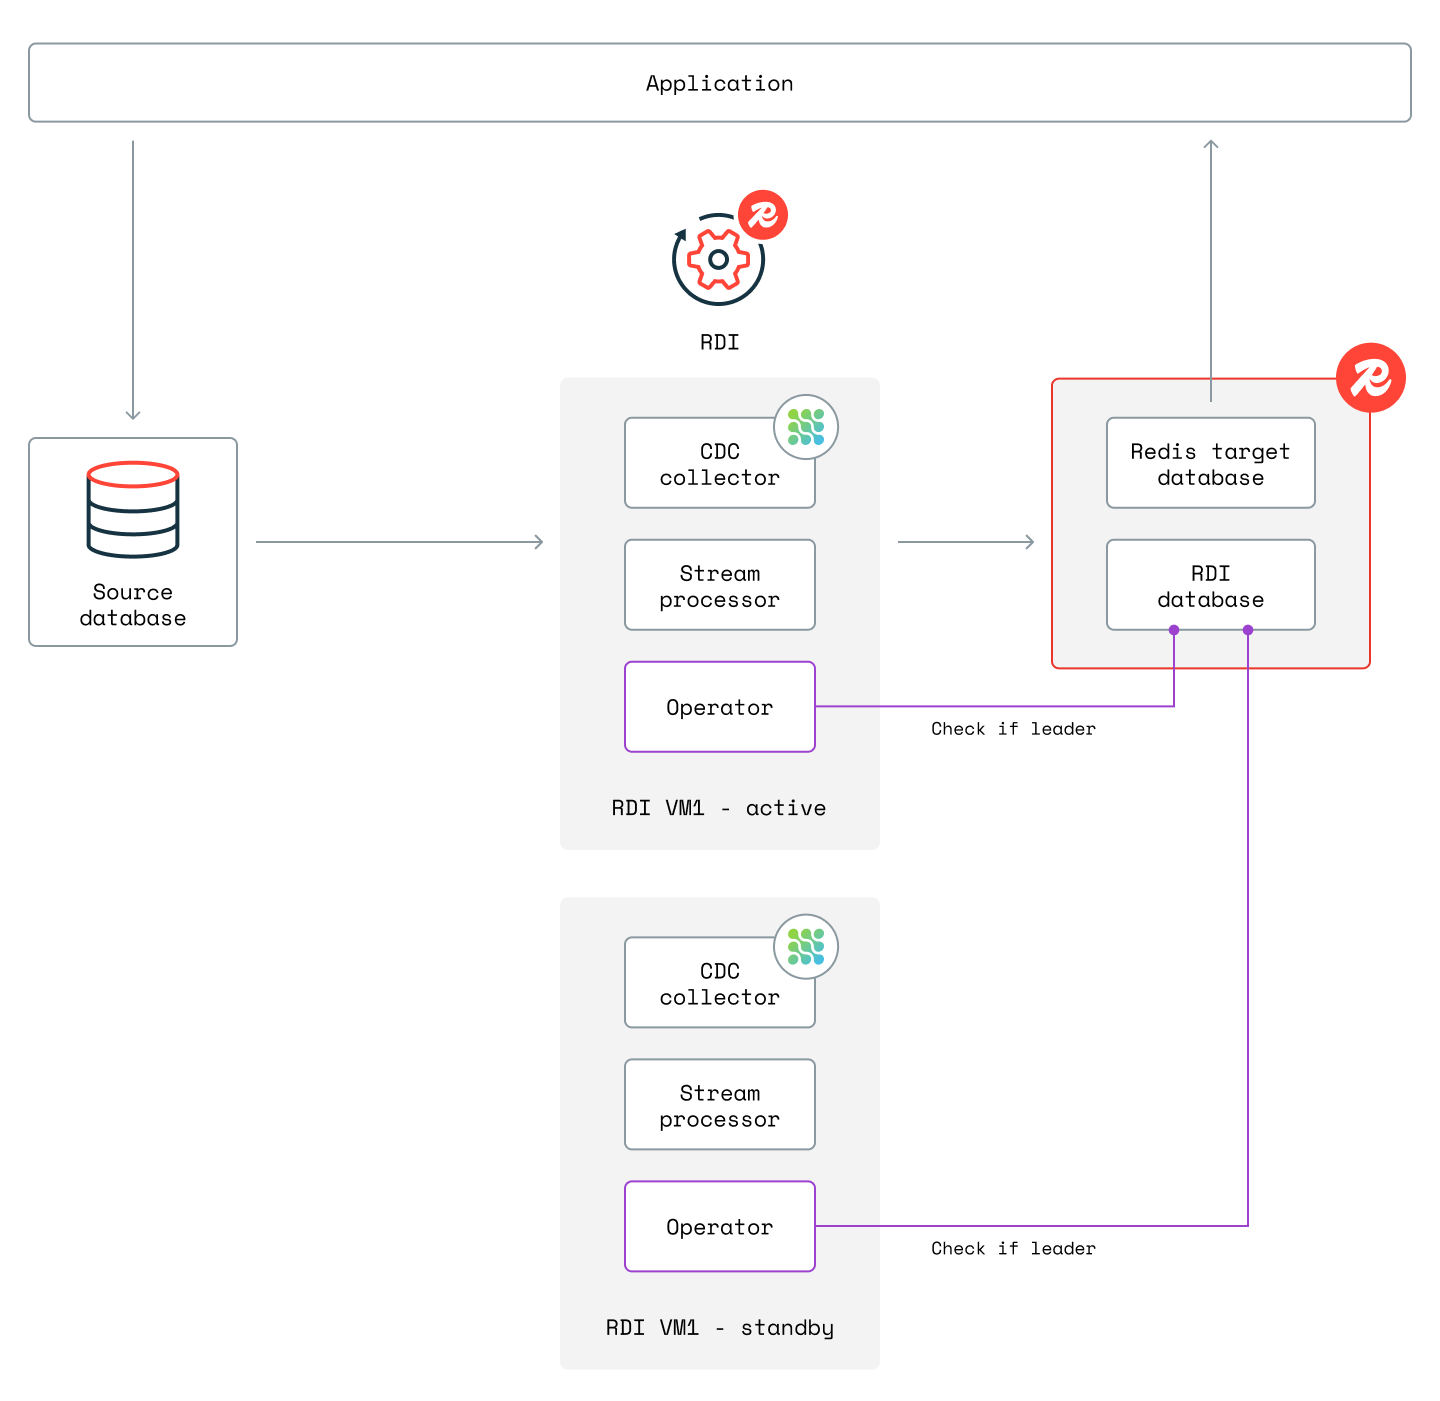 Application
RDI
Source
database
CDC
collector
Stream
processor
Operator
RDI VM1 - active
Redis target
database
RDI
database
Check if leader
CDC
collector
Stream
processor
Operator
RDI VM1 - standby
Check if leader